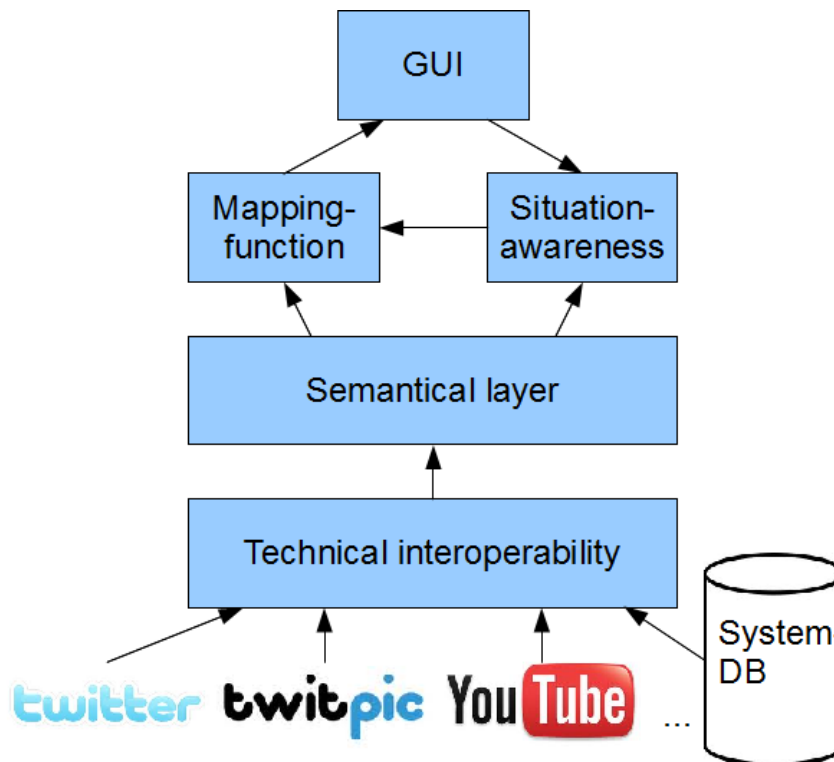 GUI
Mapping-
function
Situation-
awareness
Semantical layer
Technical interoperability
twitter
twitpic
YouTube
...
System-
DB